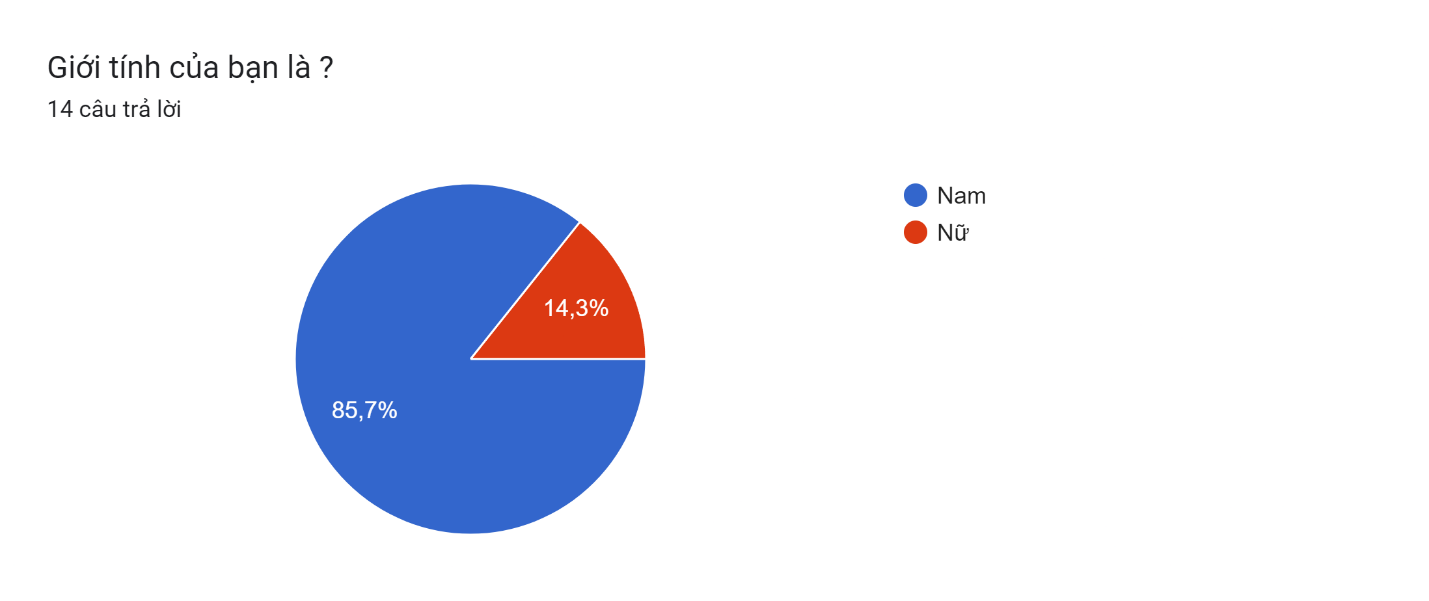 Giới tính của bạn là ?
14 câu trả lời
Nam
Nữ
14,3%
85,7%